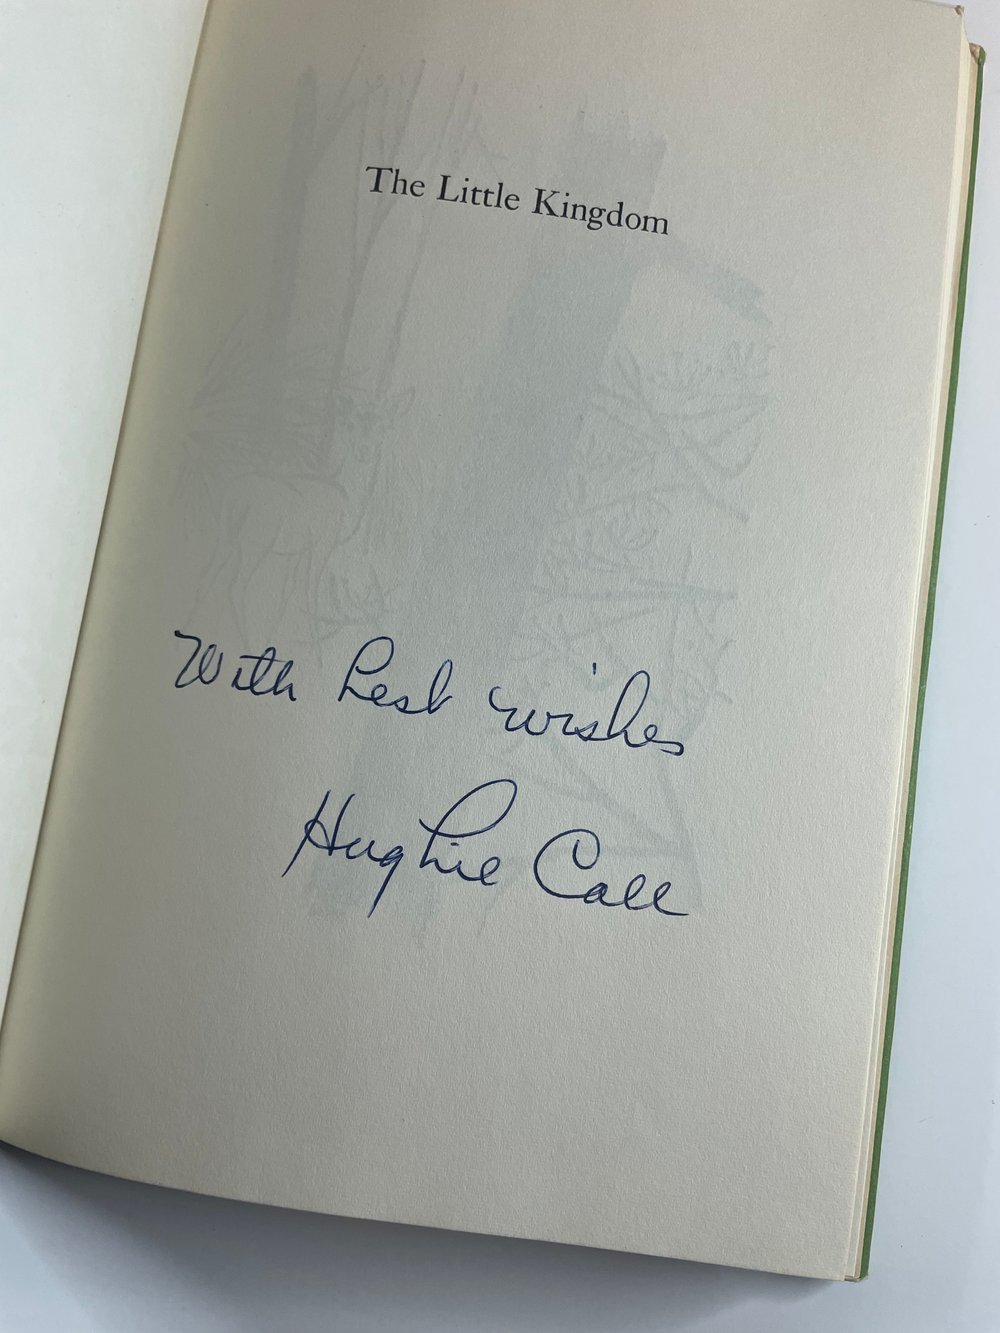 The Little Kingdom
With best wishes
Hughie Call